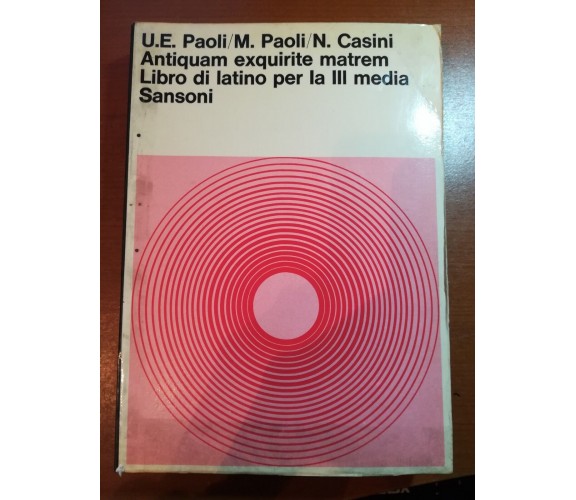 U.E. Paoli/M. Paoli/N. Casini
Antiquam exquirite matrem
Libro di latino per la III media
Sansoni